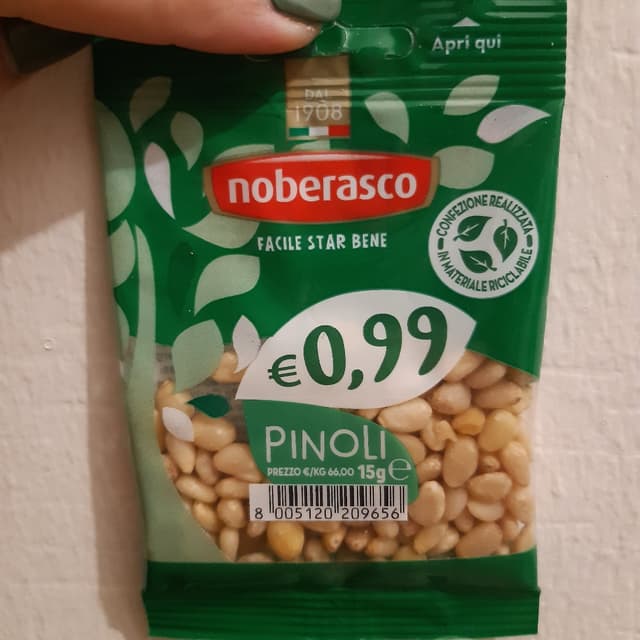 Apri qui
DAL
1908
noberasco
FACILE STAR BENE
CONFEZIONE REALIZZATA
IN MATERIALE RICICLABILE
€0,99
PINOLI
PREZZO €/KG 66,00 15g e
8 005120 209656